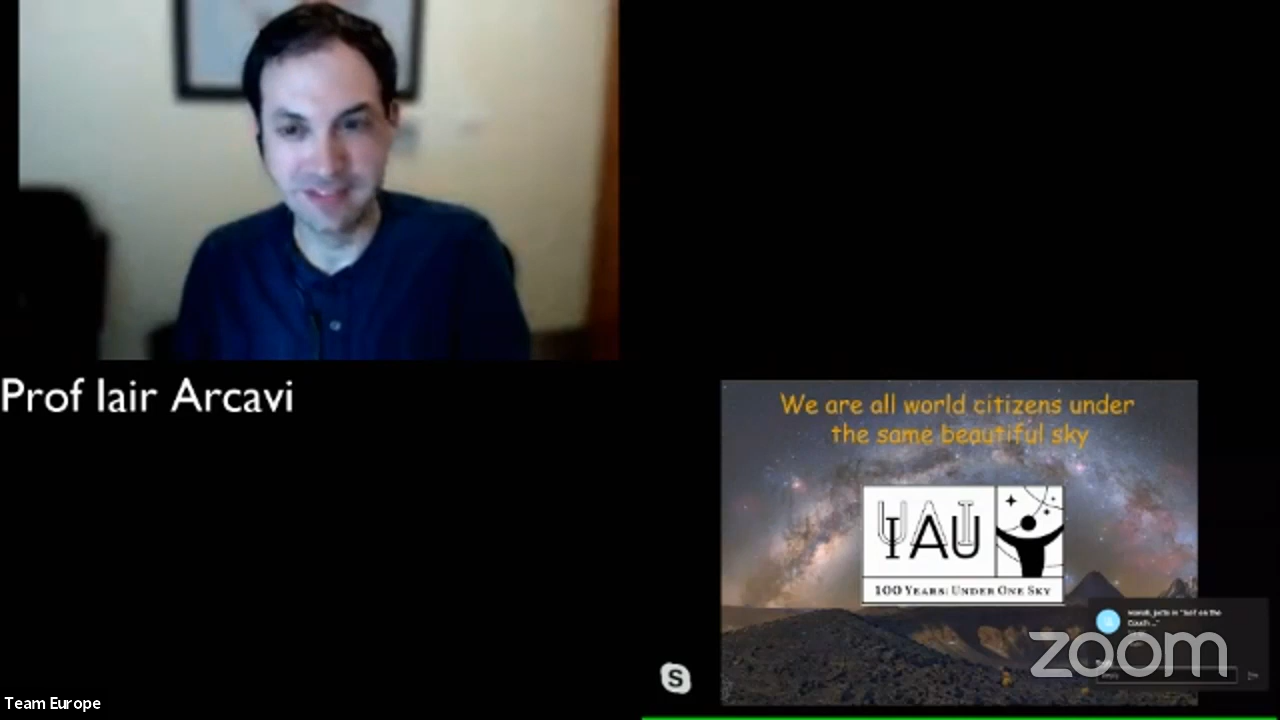 Prof Iair Arcavi
We are all world citizens under
the same beautiful sky
IAU
100 YEARS: UNDER ONE SKY
S
zoom
Team Europe